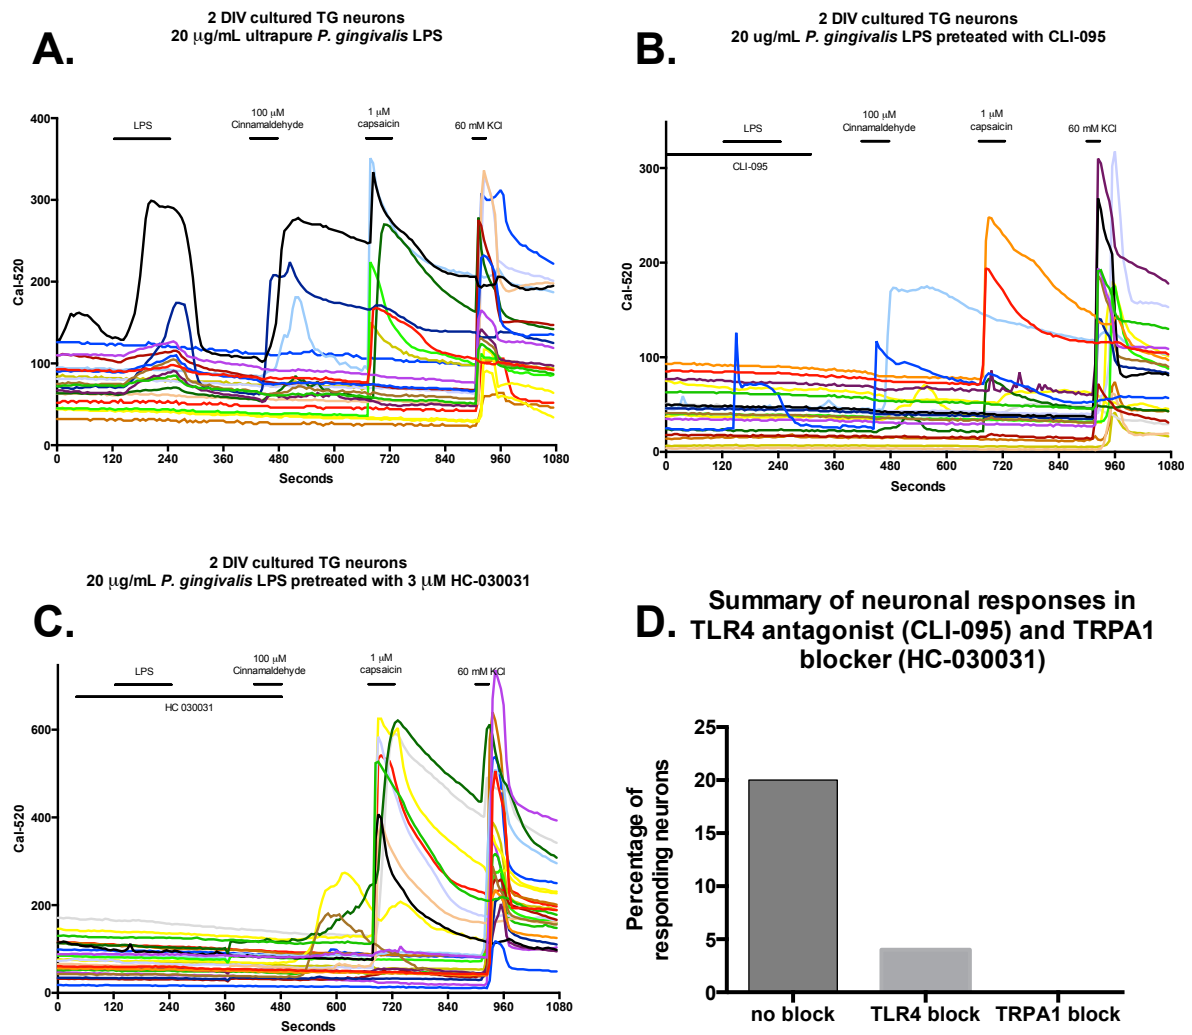 A.
2 DIV cultured TG neurons
20 μg/mL ultrapure P. gingivalis LPS
400
300
200
100
0
Cal-520
LPS
100 μM
Cinnamaldehyde
1 μM
capsaicin
60 mM KCl
0 120 240 360 480 600 720 840 960 1080
Seconds
B.
2 DIV cultured TG neurons
20 ug/mL P. gingivalis LPS preteated with CLI-095
300
200
100
0
Cal-520
LPS
CLI-095
100 μM
Cinnamaldehyde
1 μM
capsaicin
60 mM KCl
0 120 240 360 480 600 720 840 960 1080
Seconds
C.
2 DIV cultured TG neurons
20 μg/mL P. gingivalis LPS pretreated with 3 μM HC-030031
600
400
200
0
Cal-520
LPS
HC 030031
100 μM
Cinnamaldehyde
1 μM
capsaicin
60 mM KCl
0 120 240 360 480 600 720 840 960 1080
Seconds
D.
Summary of neuronal responses in
TLR4 antagonist (CLI-095) and TRPA1
blocker (HC-030031)
25
20
15
10
5
0
Percentage of
responding neurons
no block TLR4 block TRPA1 block